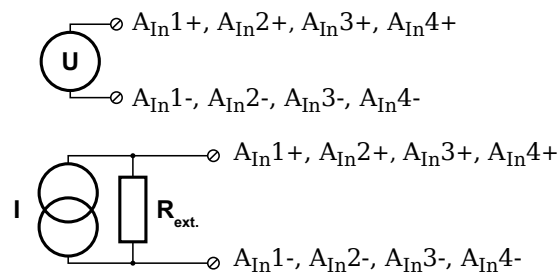 A_In1+, A_In2+, A_In3+, A_In4+
U
A_In1-, A_In2-, A_In3-, A_In4-
A_In1+, A_In2+, A_In3+, A_In4+
I
R_ext.
A_In1-, A_In2-, A_In3-, A_In4-